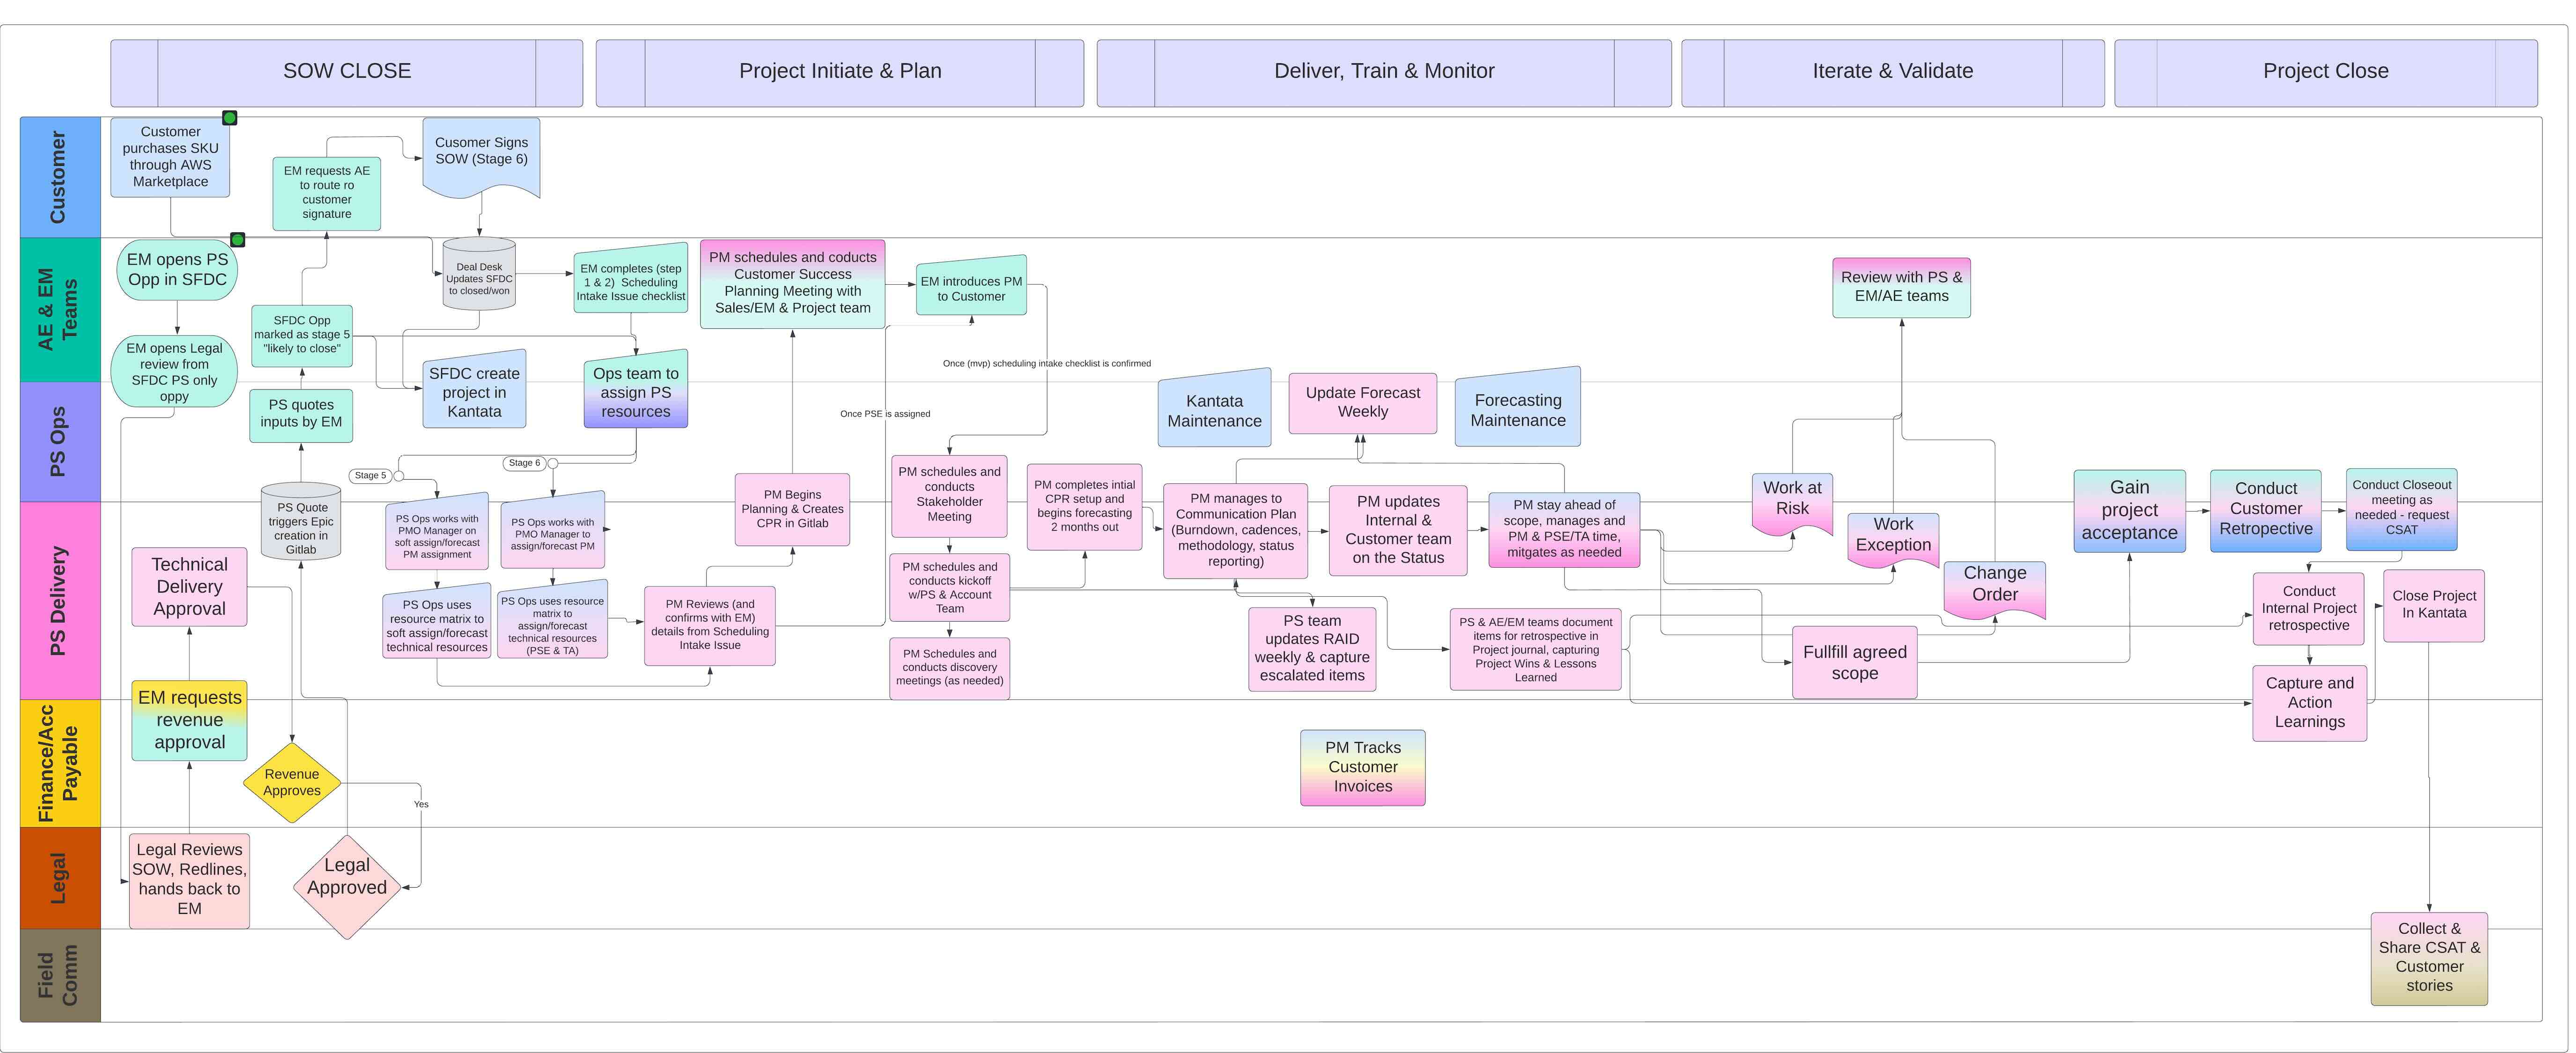 SOW CLOSE
Project Initiate & Plan
Deliver, Train & Monitor
Iterate & Validate
Project Close
Customer
AE & EM
Teams
PS Ops
PS Delivery
Finance/Acc
Payable
Legal
Field
Comm
Customer
purchases SKU
through AWS
Marketplace
EM requests AE
to route ro
customer
signature
Cusomer Signs
SOW (Stage 6)
EM opens PS
Opp in SFDC
EM opens Legal
review from
SFDC PS only
oppy
SFDC Opp
marked as stage 5
"likely to close"
PS quotes
inputs by EM
PS Quote
triggers Epic
creation in
Gitlab
Deal Desk
Updates SFDC
to closed/won
SFDC create
project in
Kantata
EM completes (step
1 & 2)  Scheduling
Intake Issue checklist
Ops team to
assign PS
resources
Stage 5
Stage 6
PS Ops works with
PMO Manager on
soft assign/forecast
PM assignment
PS Ops works with
PMO Manager to
assign/forecast PM
PS Ops uses
resource matrix to
soft assign/forecast
technical resources
PS Ops uses resource
matrix to
assign/forecast
technical resources
(PSE & TA)
Technical
Delivery
Approval
EM requests
revenue
approval
Revenue
Approves
Yes
Legal Reviews
SOW, Redlines,
hands back to
EM
Legal
Approved
PM schedules and coducts
Customer Success
Planning Meeting with
Sales/EM & Project team
EM introduces PM
to Customer
Once (mvp) scheduling intake checklist is confirmed
Once PSE is assigned
PM Begins
Planning & Creates
CPR in Gitlab
PM Reviews (and
confirms with EM)
details from Scheduling
Intake Issue
PM schedules and
conducts
Stakeholder
Meeting
PM schedules and
conducts kickoff
w/PS & Account
Team
PM Schedules and
conducts discovery
meetings (as needed)
PM completes intial
CPR setup and
begins forecasting
2 months out
Kantata
Maintenance
Update Forecast
Weekly
Forecasting
Maintenance
PM manages to
Communication Plan
(Burndown, cadences,
methodology, status
reporting)
PM updates
Internal &
Customer team
on the Status
PM stay ahead of
scope, manages and
PM & PSE/TA time,
mitgates as needed
PS team
updates RAID
weekly & capture
escalated items
PS & AE/EM teams document
items for retrospective in
Project journal, capturing
Project Wins & Lessons
Learned
PM Tracks
Customer
Invoices
Review with PS &
EM/AE teams
Work at
Risk
Work
Exception
Change
Order
Fullfill agreed
scope
Gain
project
acceptance
Conduct
Customer
Retropective
Conduct Closeout
meeting as
needed - request
CSAT
Conduct
Internal Project
retrospective
Close Project
In Kantata
Capture and
Action
Learnings
Collect &
Share CSAT &
Customer
stories